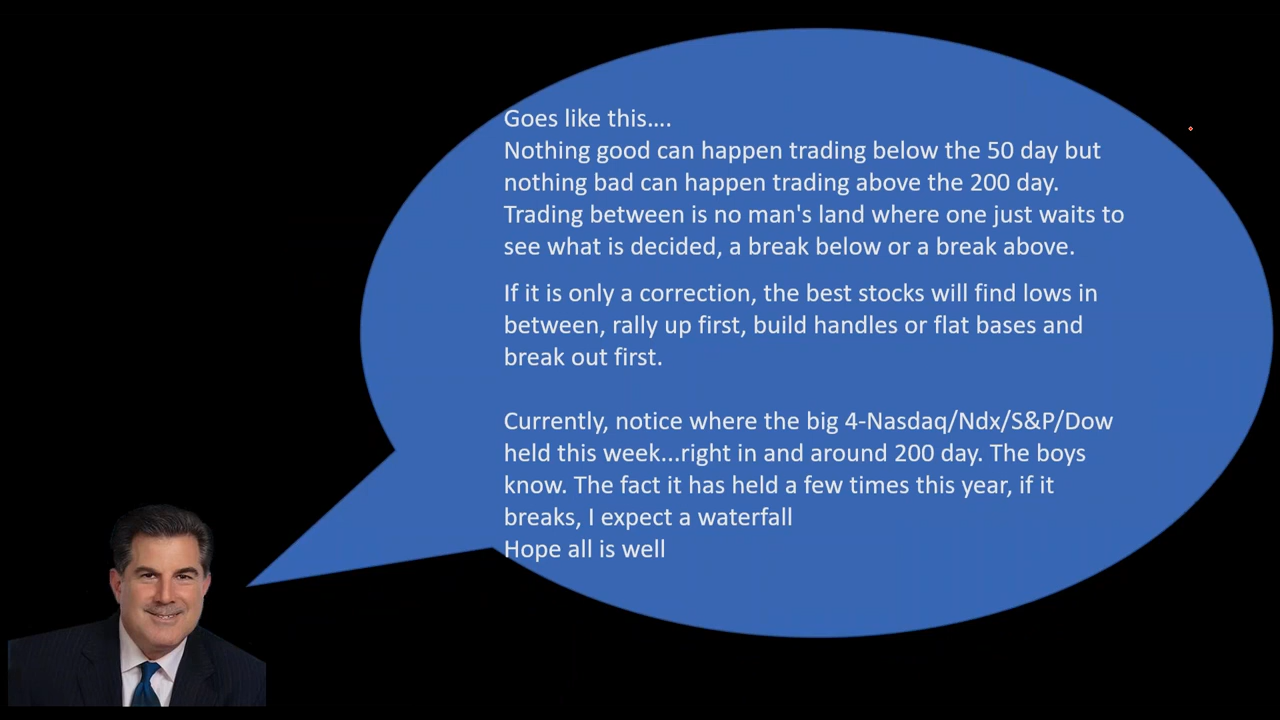 Goes like this....
Nothing good can happen trading below the 50 day but
nothing bad can happen trading above the 200 day.
Trading between is no man's land where one just waits to
see what is decided, a break below or a break above.
If it is only a correction, the best stocks will find lows in
between, rally up first, build handles or flat bases and
break out first.
Currently, notice where the big 4-Nasdaq/Ndx/S&P/Dow
held this week...right in and around 200 day. The boys
know. The fact it has held a few times this year, if it
breaks, I expect a waterfall
Hope all is well